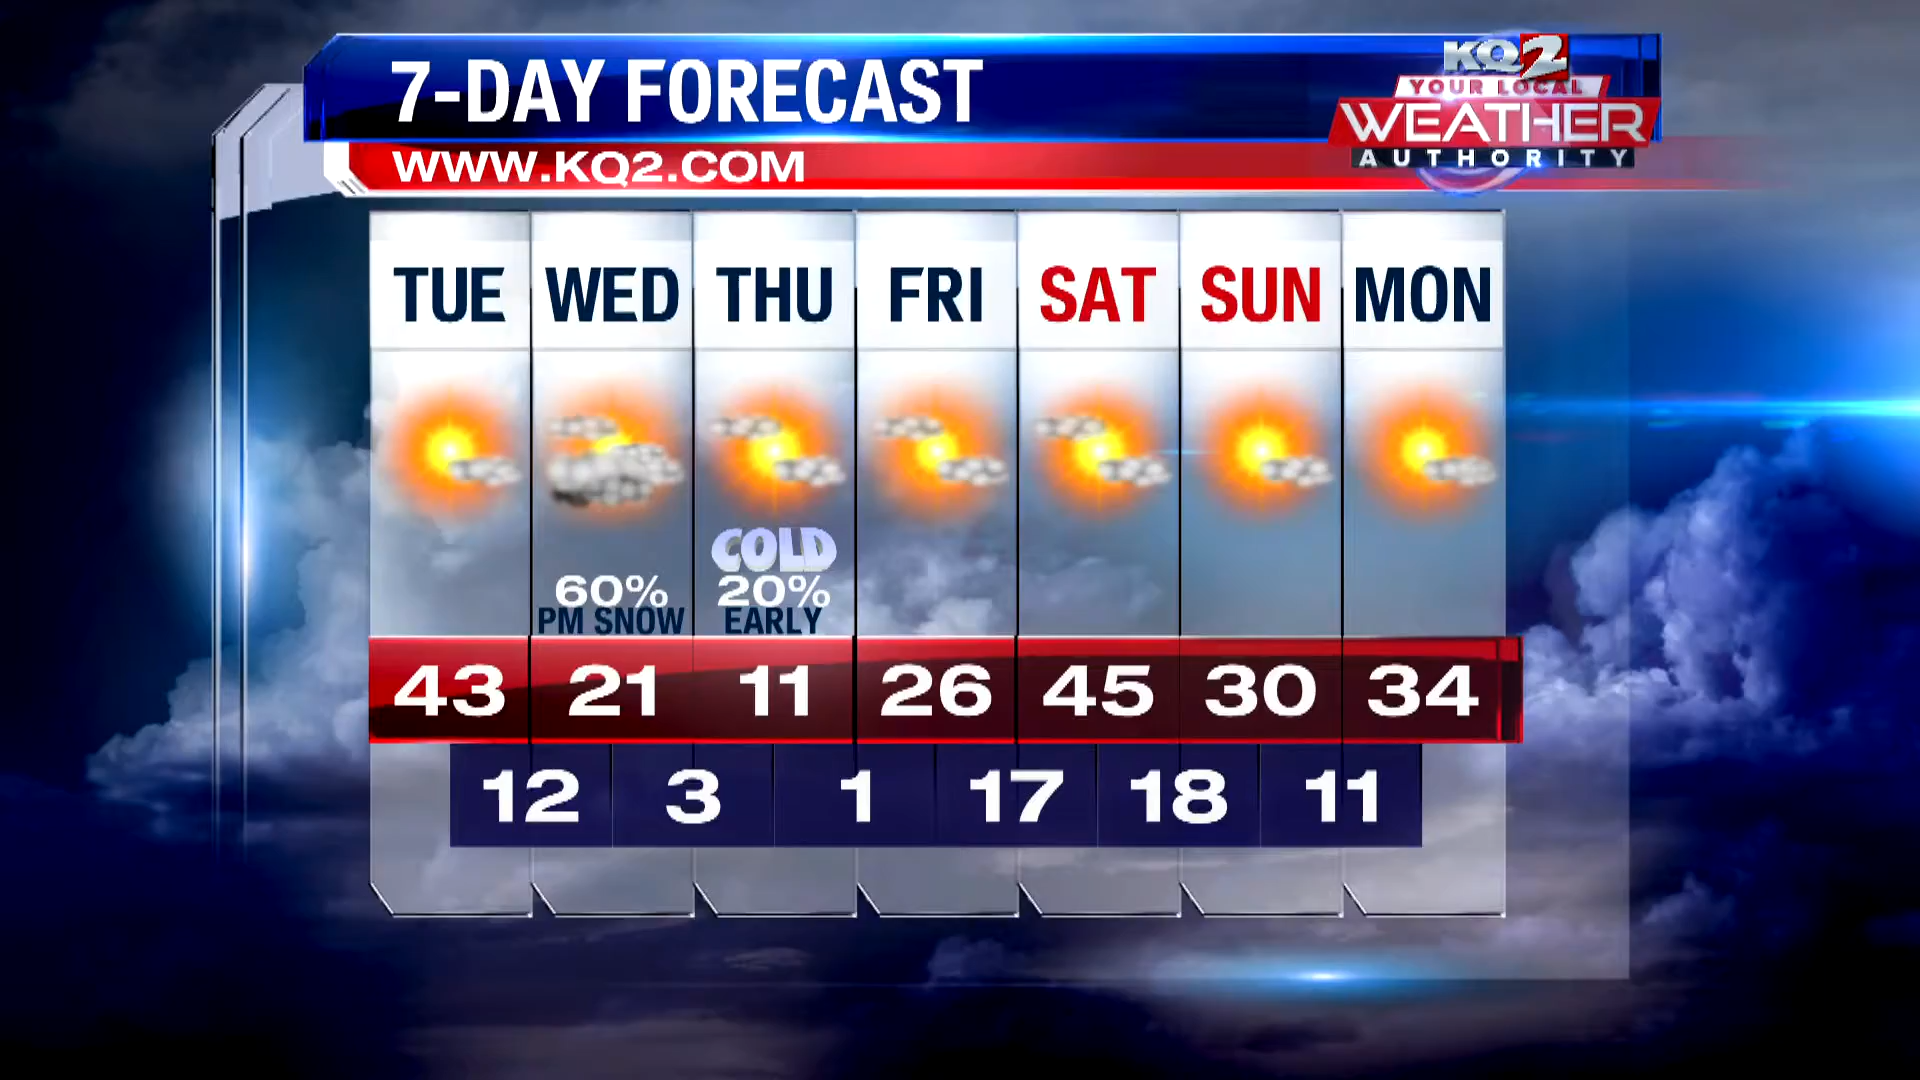 7-DAY FORECAST
WWW.KQ2.COM
KQ2
YOUR LOCAL
WEATHER
AUTHORITY
TUE WED THU FRI SAT SUN MON
COLD
60% 20%
PM SNOW EARLY
43 21 11 26 45 30 34
12 3 1 17 18 11